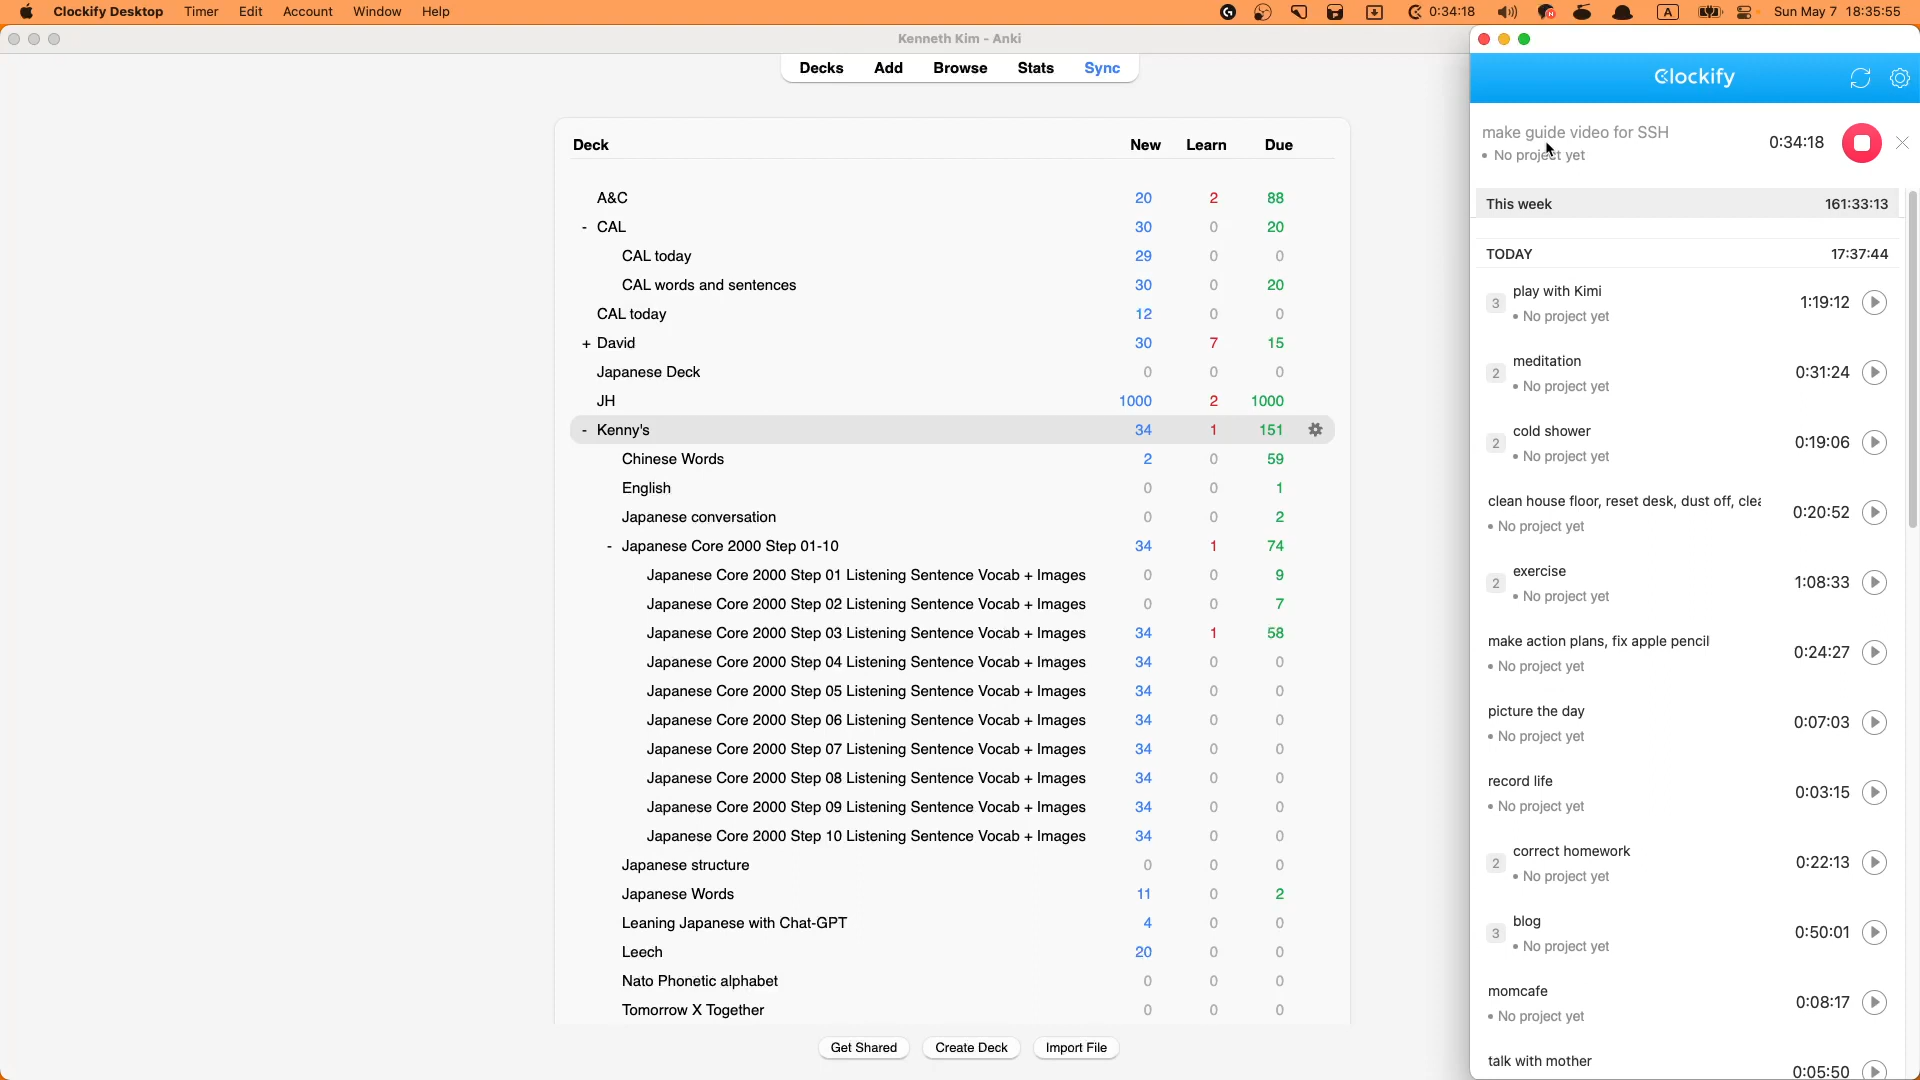 Clockify Desktop Timer Edit Account Window Help 0:34:18 A Sun May 7 18:35:55
Kenneth Kim - Anki
Decks Add Browse Stats Sync
Deck New Learn Due
A&C 20 2 88
- CAL 30 0 20
CAL today 29 0 0
CAL words and sentences 30 0 20
CAL today 12 0 0
+ David 30 7 15
Japanese Deck 0 0 0
JH 1000 2 1000
- Kenny's 34 1 151
Chinese Words 2 0 59
English 0 0 1
Japanese conversation 0 0 2
- Japanese Core 2000 Step 01-10 34 1 74
Japanese Core 2000 Step 01 Listening Sentence Vocab + Images 0 0 9
Japanese Core 2000 Step 02 Listening Sentence Vocab + Images 0 0 7
Japanese Core 2000 Step 03 Listening Sentence Vocab + Images 34 1 58
Japanese Core 2000 Step 04 Listening Sentence Vocab + Images 34 0 0
Japanese Core 2000 Step 05 Listening Sentence Vocab + Images 34 0 0
Japanese Core 2000 Step 06 Listening Sentence Vocab + Images 34 0 0
Japanese Core 2000 Step 07 Listening Sentence Vocab + Images 34 0 0
Japanese Core 2000 Step 08 Listening Sentence Vocab + Images 34 0 0
Japanese Core 2000 Step 09 Listening Sentence Vocab + Images 34 0 0
Japanese Core 2000 Step 10 Listening Sentence Vocab + Images 34 0 0
Japanese structure 0 0 0
Japanese Words 11 0 2
Leaning Japanese with Chat-GPT 4 0 0
Leech 20 0 0
Nato Phonetic alphabet 0 0 0
Tomorrow X Together 0 0 0
Get Shared Create Deck Import File
Clockify
make guide video for SSH
• No project yet
0:34:18
This week 161:33:13
TODAY 17:37:44
3 play with Kimi 1:19:12
• No project yet
2 meditation 0:31:24
• No project yet
2 cold shower 0:19:06
• No project yet
clean house floor, reset desk, dust off, clea 0:20:52
• No project yet
2 exercise 1:08:33
• No project yet
make action plans, fix apple pencil 0:24:27
• No project yet
picture the day 0:07:03
• No project yet
record life 0:03:15
• No project yet
2 correct homework 0:22:13
• No project yet
3 blog 0:50:01
• No project yet
momcafe 0:08:17
• No project yet
talk with mother 0:05:50